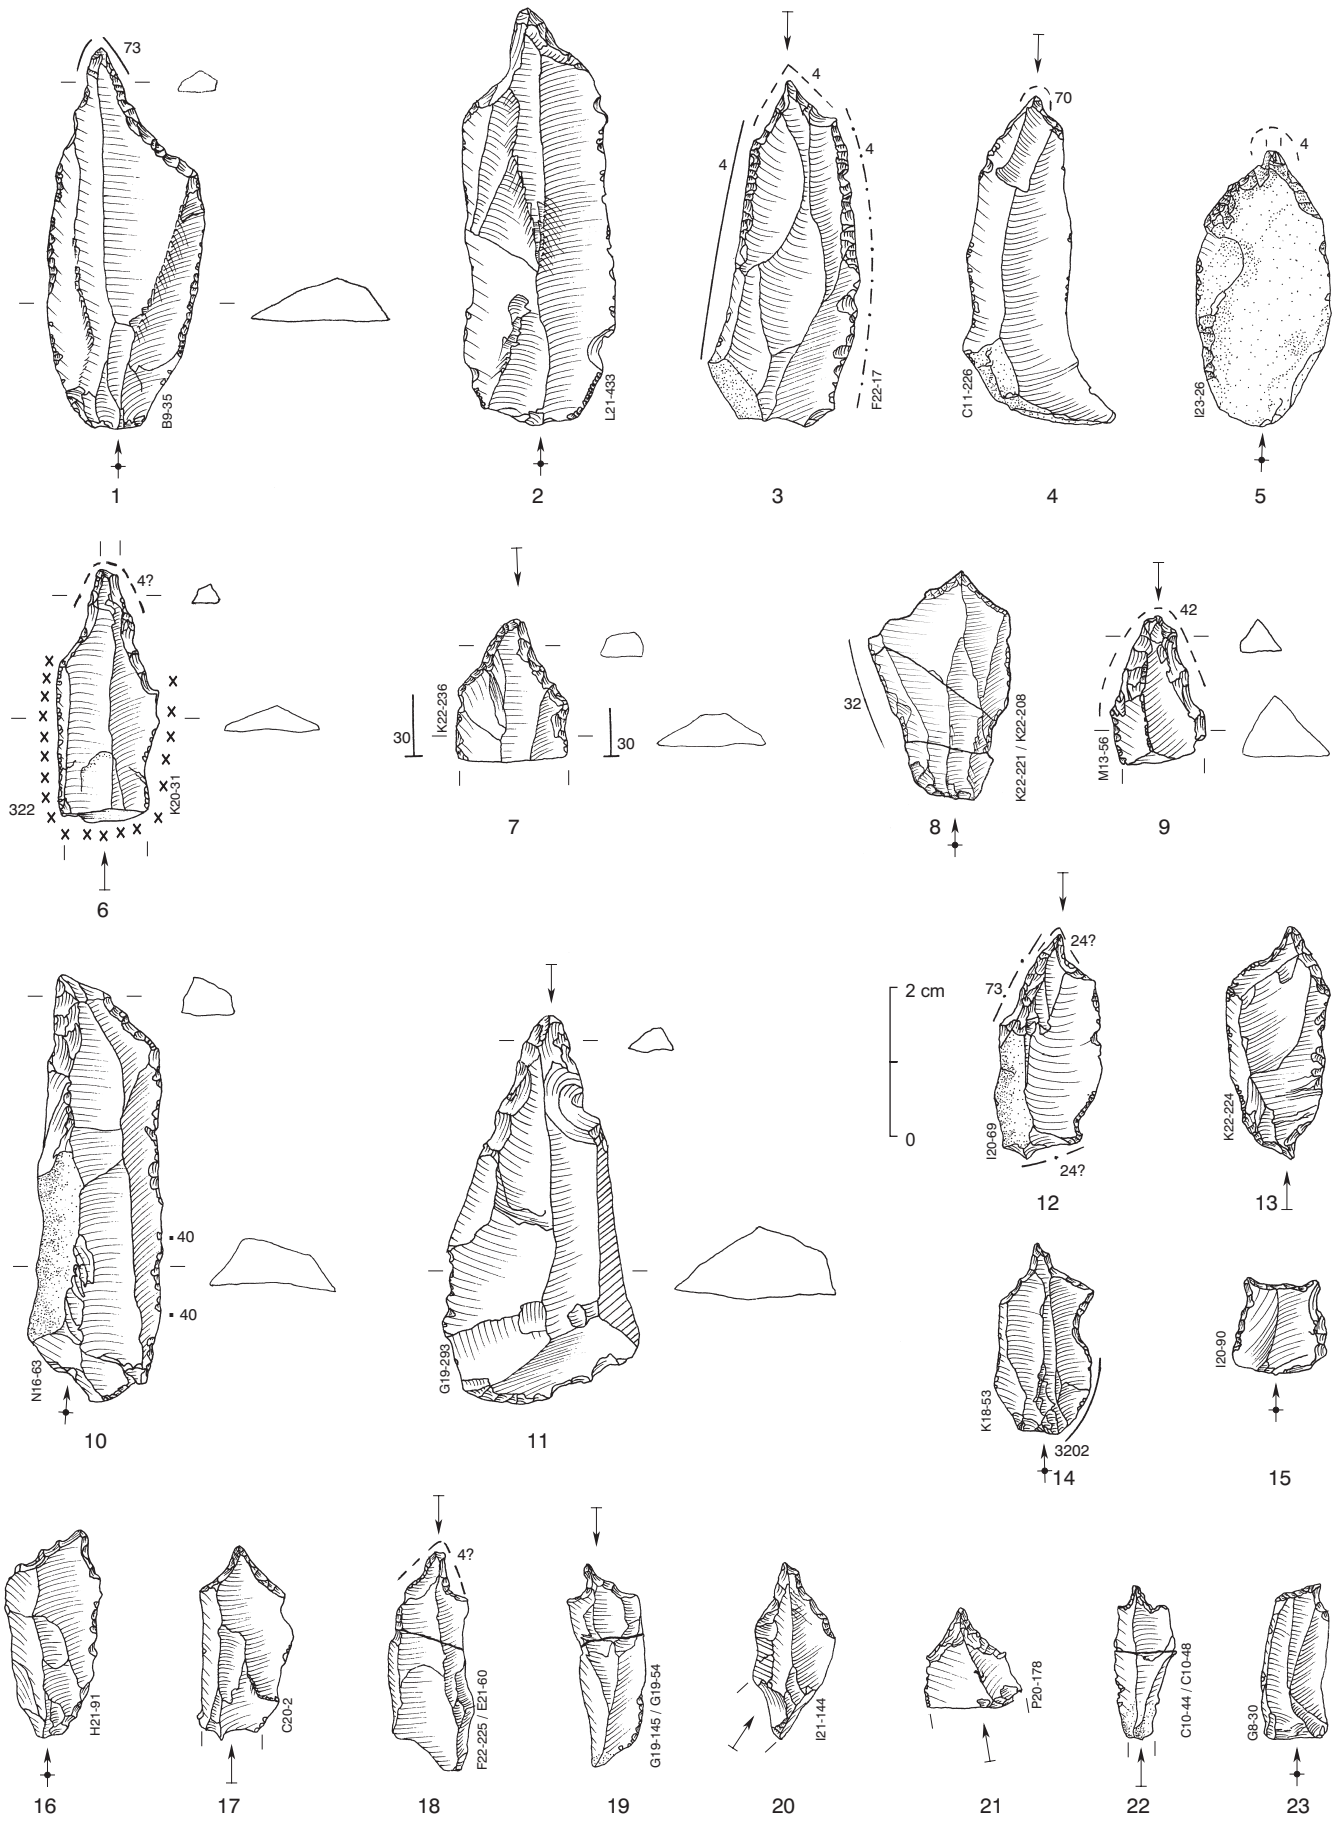 73
B9-35
1
L21-433
2
4
4
4
F22-17
3
70
C11-226
4
4
I23-26
5
4?
322
K20-31
6
K22-236
30
30
7
32
K22-221 / K22-208
8
42
M13-56
9
40
40
N16-63
10
G19-293
11
2 cm
0
24?
73
I20-69
24?
12
K22-224
13
K18-53
3202
14
I20-90
15
H21-91
16
C20-2
17
4?
F22-225 / E21-60
18
G19-145 / G19-54
19
I21-144
20
P20-178
21
C10-44 / C10-48
22
G8-30
23